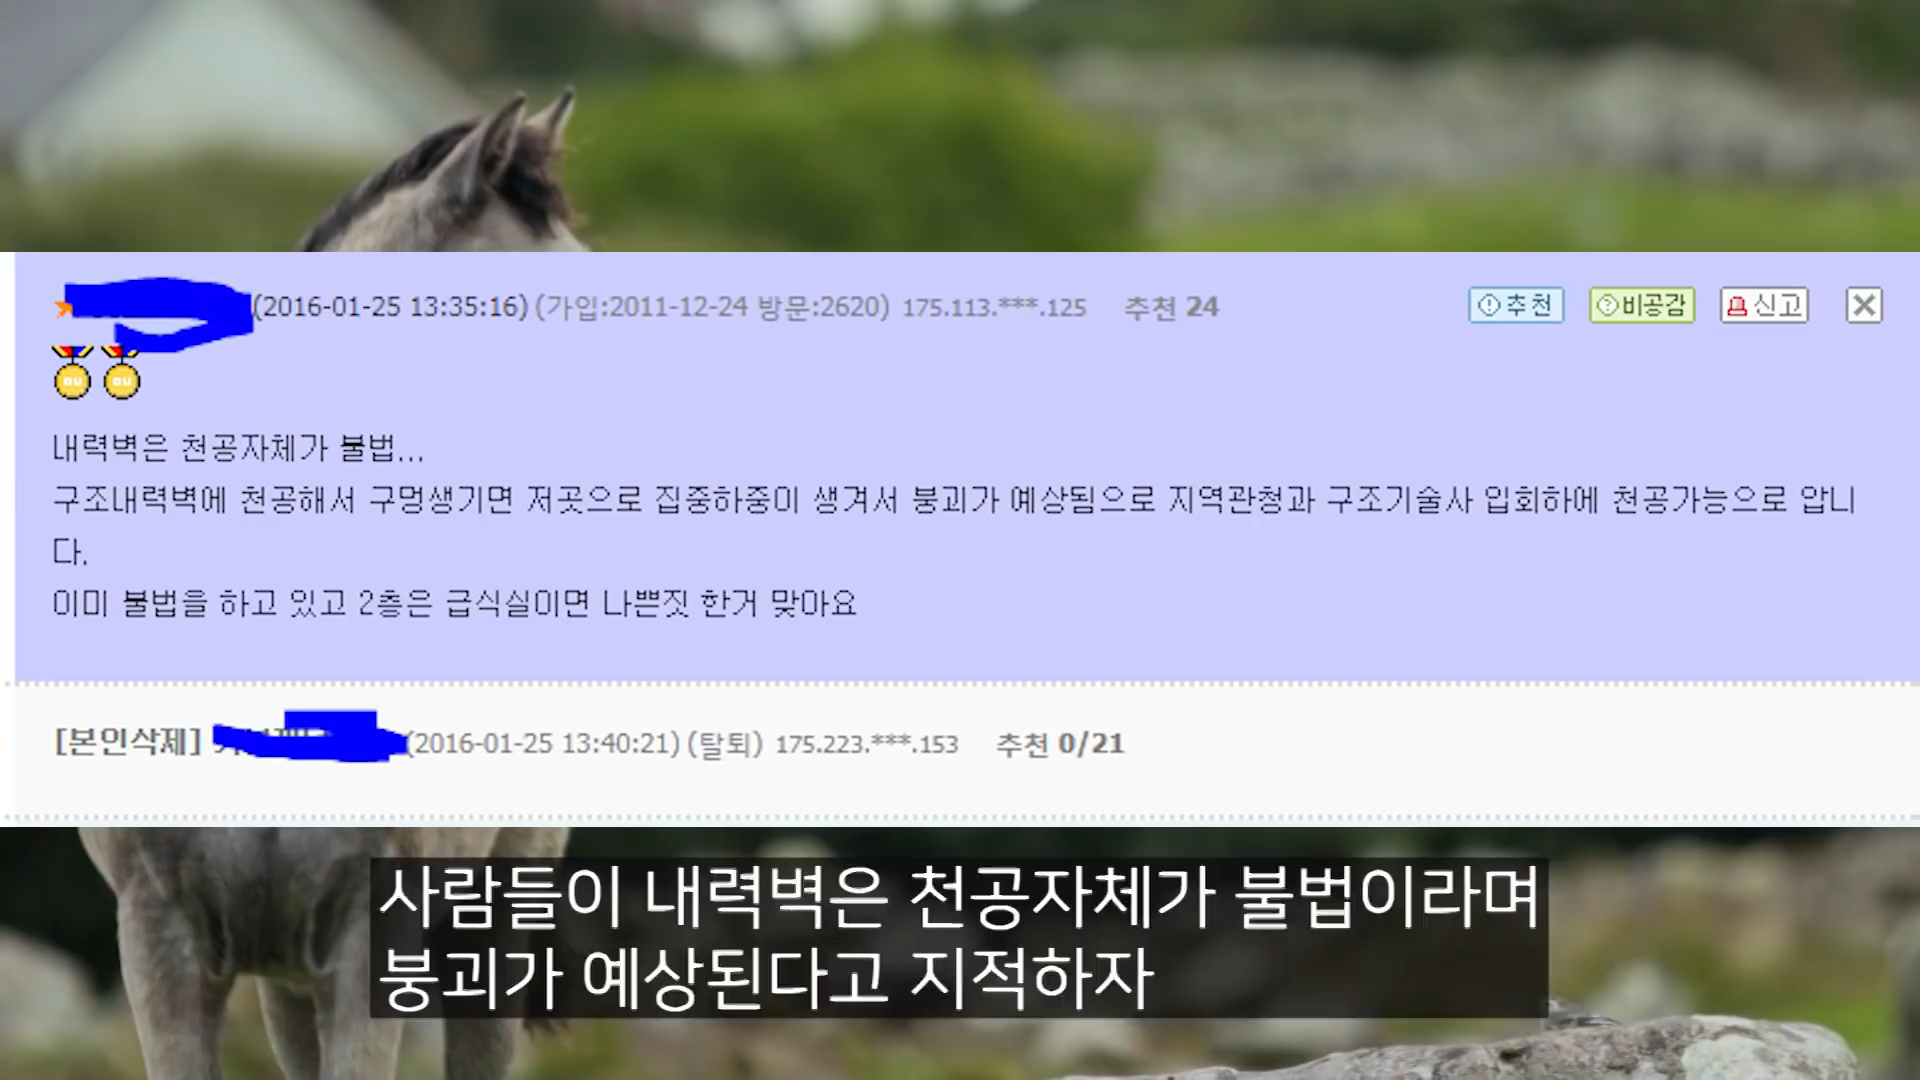 (2016-01-25 13:35:16) (가입:2011-12-24 방문:2620) 175.113.***.125 추천 24 추천 비공감 신고
ou ou
내력벽은 천공자체가 불법...
구조내력벽에 천공해서 구멍생기면 저곳으로 집중하중이 생겨서 붕괴가 예상됨으로 지역관청과 구조기술사 입회하에 천공가능으로 압니
다.
이미 불법을 하고 있고 2층은 급식실이면 나쁜짓 한거 맞아요
[본인삭제] (2016-01-25 13:40:21) (탈퇴) 175.223.***.153 추천 0/21
사람들이 내력벽은 천공자체가 불법이라며
붕괴가 예상된다고 지적하자